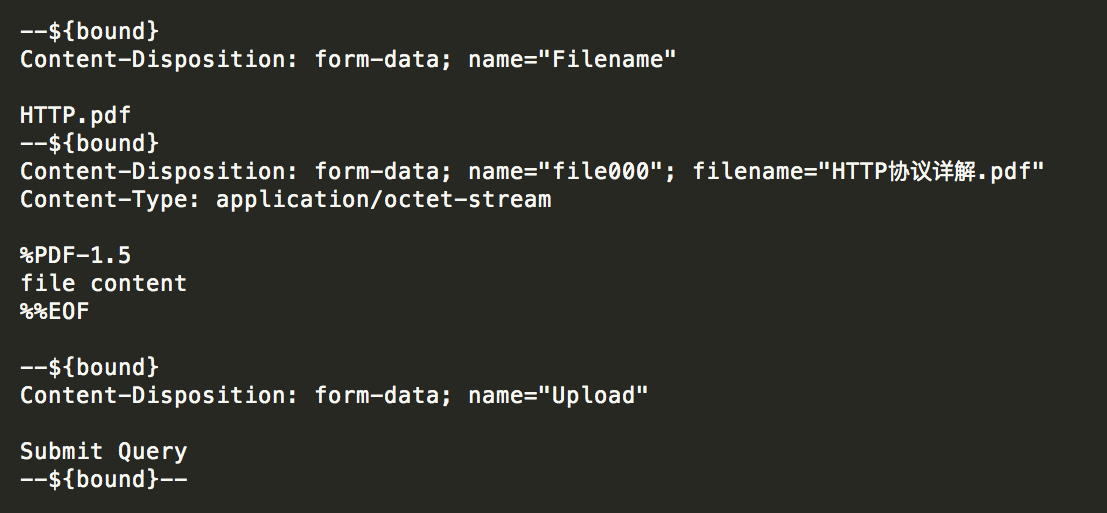 --${bound}
Content-Disposition: form-data; name="Filename"
HTTP.pdf
--${bound}
Content-Disposition: form-data; name="file000"; filename="HTTP协议详解.pdf"
Content-Type: application/octet-stream
%PDF-1.5
file content
%%EOF
--${bound}
Content-Disposition: form-data; name="Upload"
Submit Query
--${bound}--